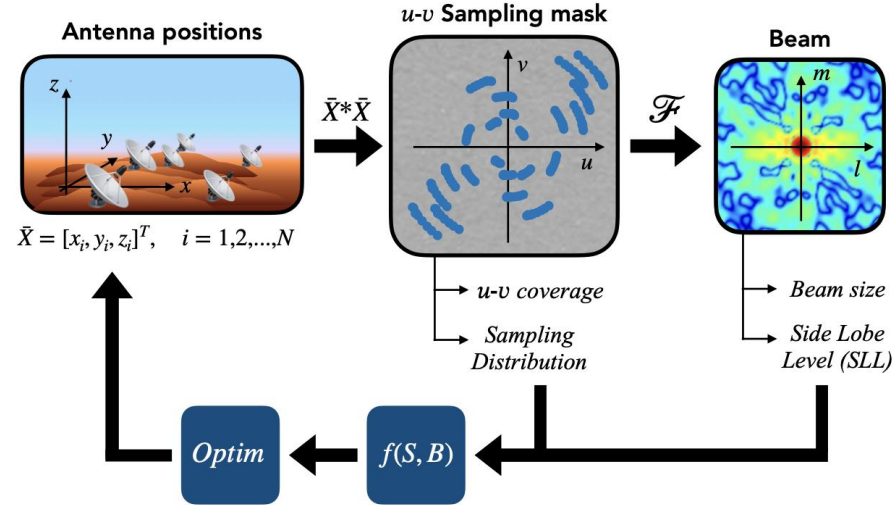 Antenna positions
z
y
x
X̄ = [xᵢ, yᵢ, zᵢ]ᵀ,    i = 1,2,...,N
X̄*X̄
u-v Sampling mask
v
u
u-v coverage
Sampling
Distribution
ℱ
Beam
m
l
Beam size
Side Lobe
Level (SLL)
Optim
f(S, B)